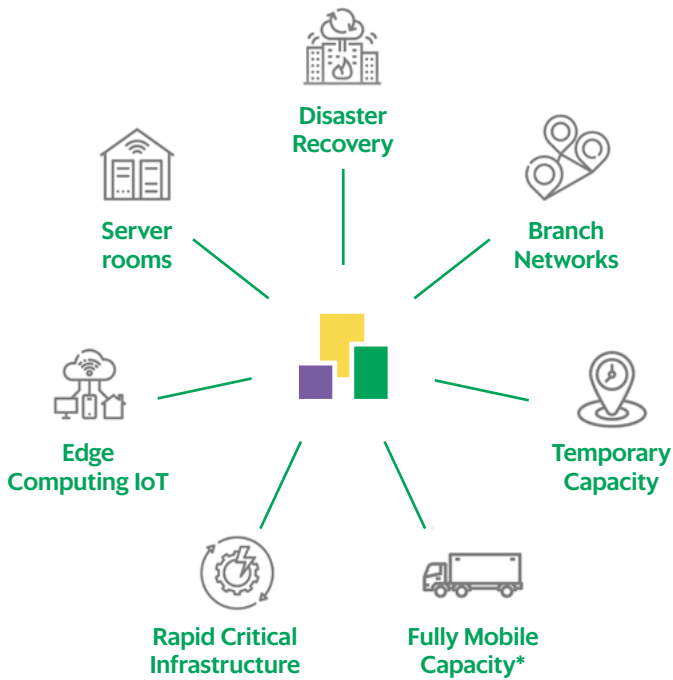 Disaster
Recovery
Server
rooms
Branch
Networks
Edge
Computing IoT
Temporary
Capacity
Rapid Critical
Infrastructure
Fully Mobile
Capacity*